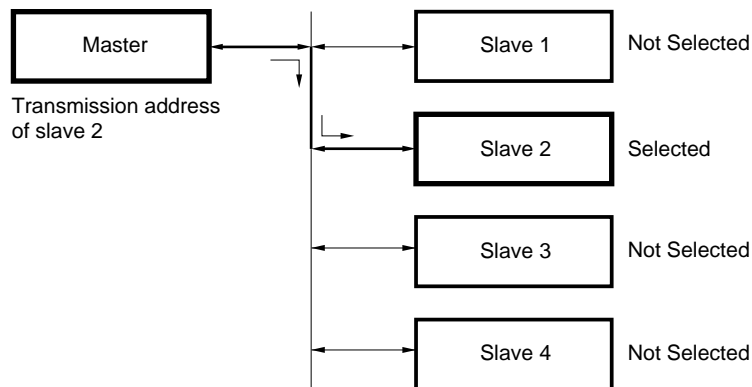 Master
Transmission address
of slave 2
Slave 1
Not Selected
Slave 2
Selected
Slave 3
Not Selected
Slave 4
Not Selected